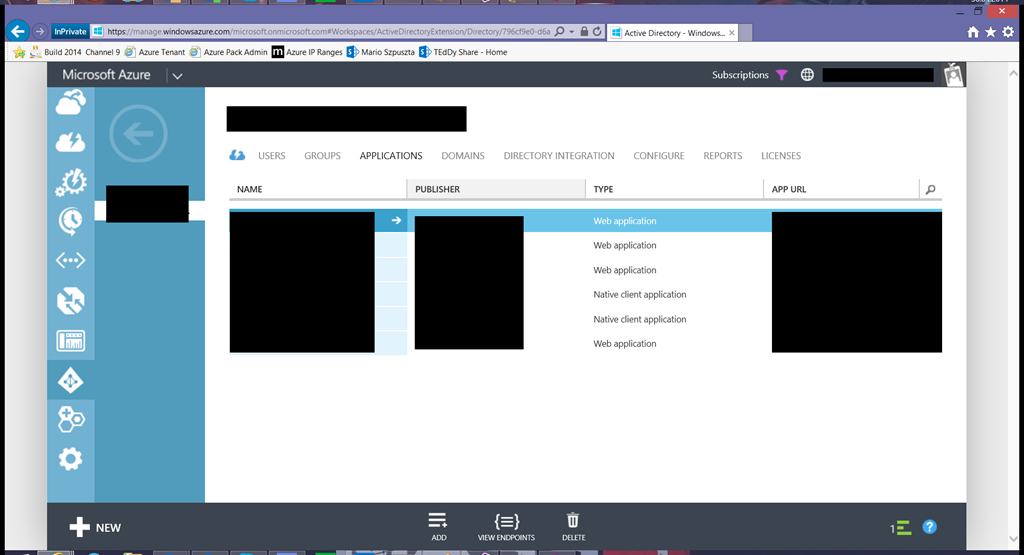 InPrivate
https://manage.windowsazure.com/microsoft.onmicrosoft.com#Workspaces/ActiveDirectoryExtension/Directory/796cf9e0-d6a
Active Directory - Windows...
Build 2014 Channel 9
Azure Tenant
Azure Pack Admin
m
Azure IP Ranges
Mario Szpuszta
TEdDy Share - Home
Microsoft Azure
Subscriptions
USERS
GROUPS
APPLICATIONS
DOMAINS
DIRECTORY INTEGRATION
CONFIGURE
REPORTS
LICENSES
NAME
PUBLISHER
TYPE
APP URL
Web application
Web application
Web application
Native client application
Native client application
Web application
NEW
ADD
VIEW ENDPOINTS
DELETE
1
?